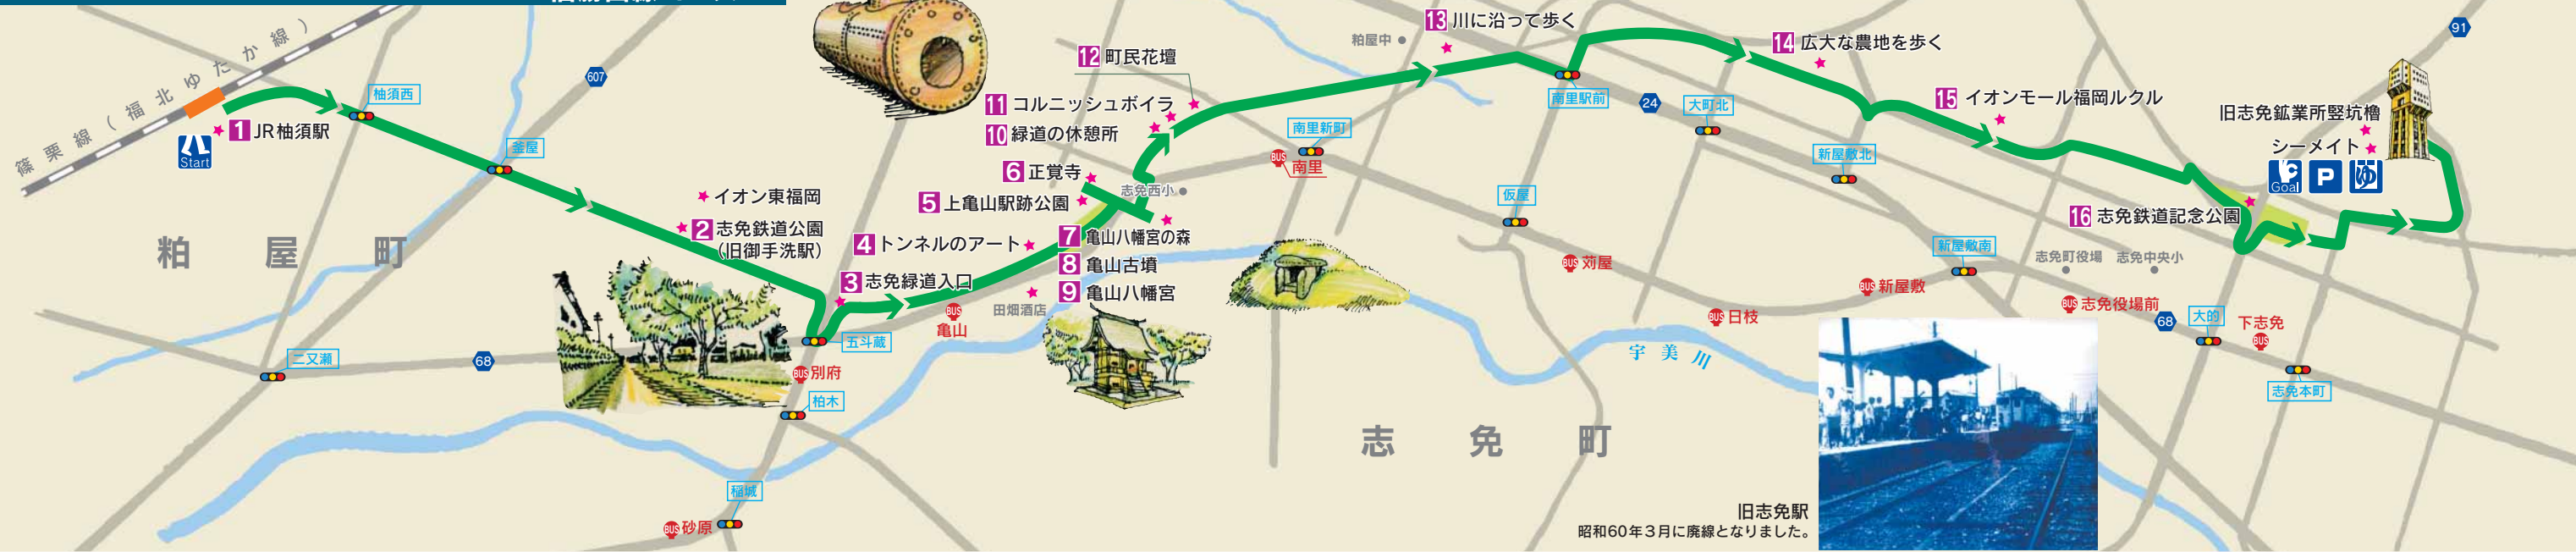 篠栗線（福北ゆたか線）
Start
1 JR柚須駅
柚須西
607
釜屋
粕屋町
イオン東福岡
2 志免鉄道公園
（旧御手洗駅）
3 志免緑道入口
4 トンネルのアート
5 上亀山駅跡公園
6 正覚寺
7 亀山八幡宮の森
8 亀山古墳
9 亀山八幡宮
10 緑道の休憩所
11 コルニッシュボイラ
12 町民花壇
13 川に沿って歩く
粕屋中
14 広大な農地を歩く
15 イオンモール福岡ルクル
16 志免鉄道記念公園
旧志免鉱業所竪坑櫓
シーメイト
Goal
P
ゆ
91
志免西小
南里新町
BUS 南里
南里駅前
24
大町北
新屋敷北
仮屋
BUS 苅屋
新屋敷南
BUS 新屋敷
BUS 日枝
志免町役場
志免中央小
BUS 志免役場前
68
大的
下志免
BUS
志免本町
宇美川
志免町
田畑酒店
BUS
亀山
五斗蔵
BUS 別府
柏木
二又瀬
68
稲城
BUS 砂原
旧志免駅
昭和60年3月に廃線となりました。